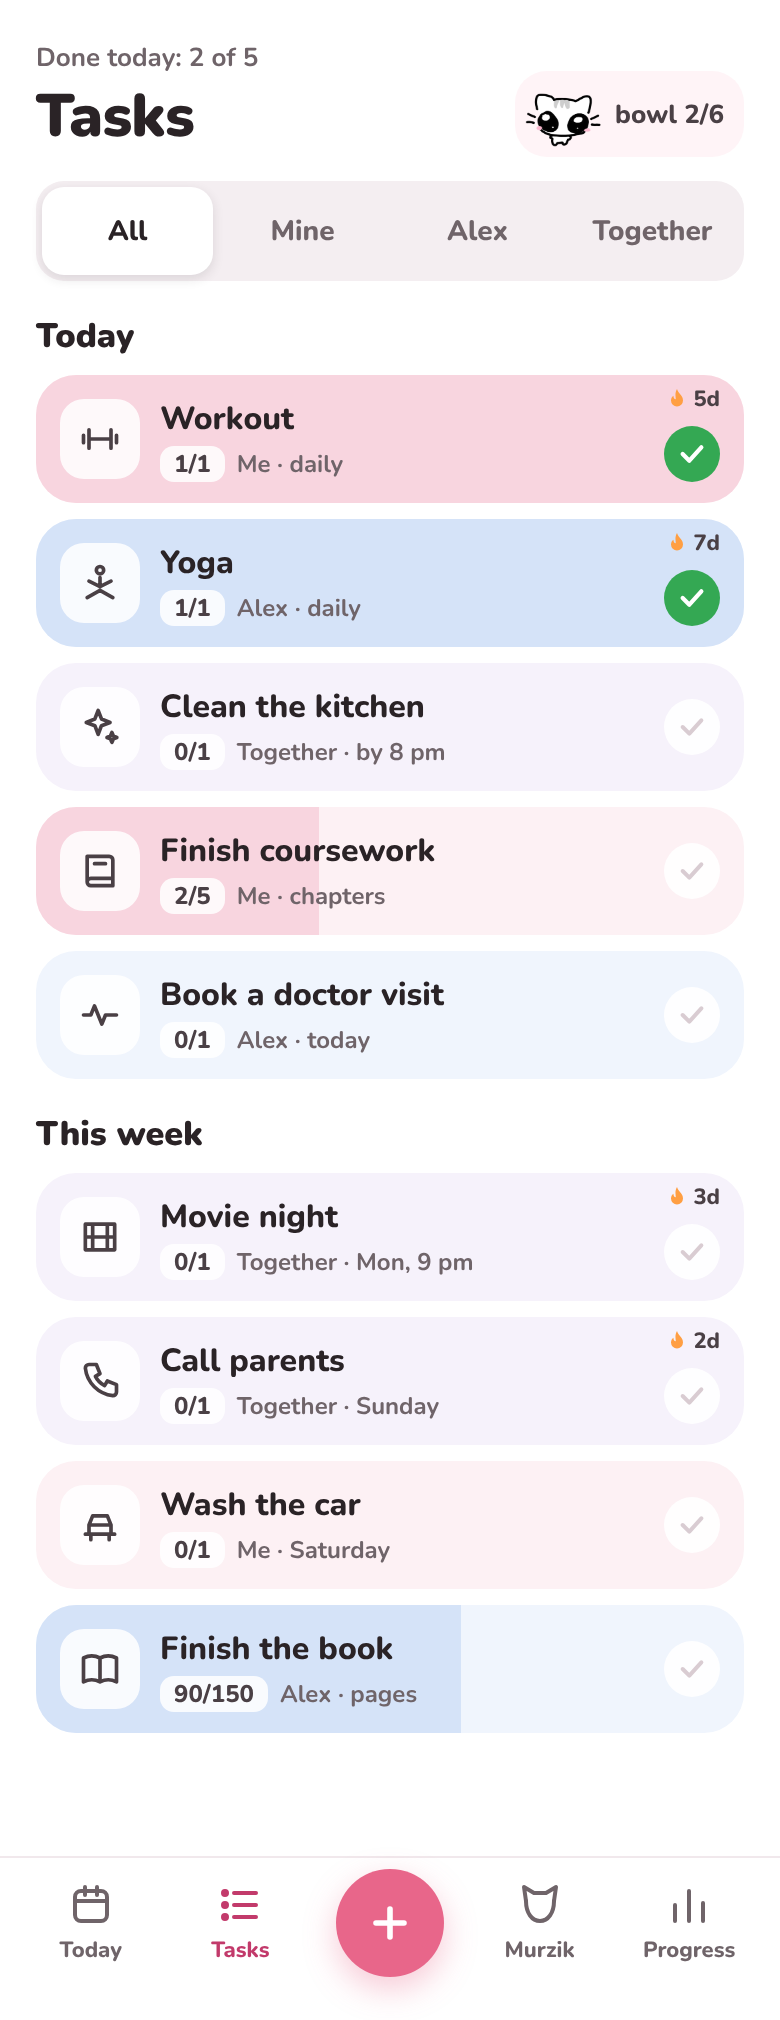 Done today: 2 of 5
Tasks
bowl 2/6
All Mine Alex Together
Today
Workout
5d
1/1 Me · daily
Yoga
7d
1/1 Alex · daily
Clean the kitchen
0/1 Together · by 8 pm
Finish coursework
2/5 Me · chapters
Book a doctor visit
0/1 Alex · today
This week
Movie night
3d
0/1 Together · Mon, 9 pm
Call parents
2d
0/1 Together · Sunday
Wash the car
0/1 Me · Saturday
Finish the book
90/150 Alex · pages
Today Tasks Murzik Progress